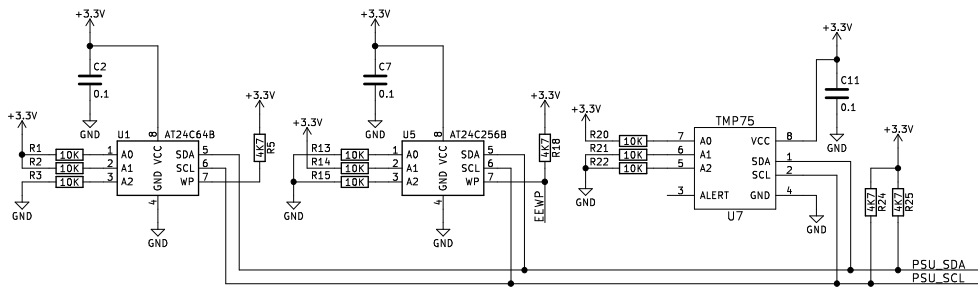 +3.3V
C2
0.1
GND
+3.3V
R1 10K
R2 10K
R3 10K
GND
U1 AT24C64B
1 A0
2 A1
3 A2
8 VCC
GND 4
SDA 5
SCL 6
WP 7
GND
+3.3V
4K7 R5
+3.3V
C7
0.1
GND
+3.3V
R13 10K
R14 10K
R15 10K
GND
U5 AT24C256B
1 A0
2 A1
3 A2
8 VCC
GND 4
SDA 5
SCL 6
WP 7
GND
+3.3V
4K7 R18
EEWP
+3.3V
R20 10K
R21 10K
R22 10K
GND
TMP75
7 A0
6 A1
5 A2
3 ALERT
VCC 8
SDA 1
SCL 2
GND 4
U7
GND
+3.3V
C11
0.1
GND
+3.3V
4K7 R24
4K7 R25
PSU_SDA
PSU_SCL